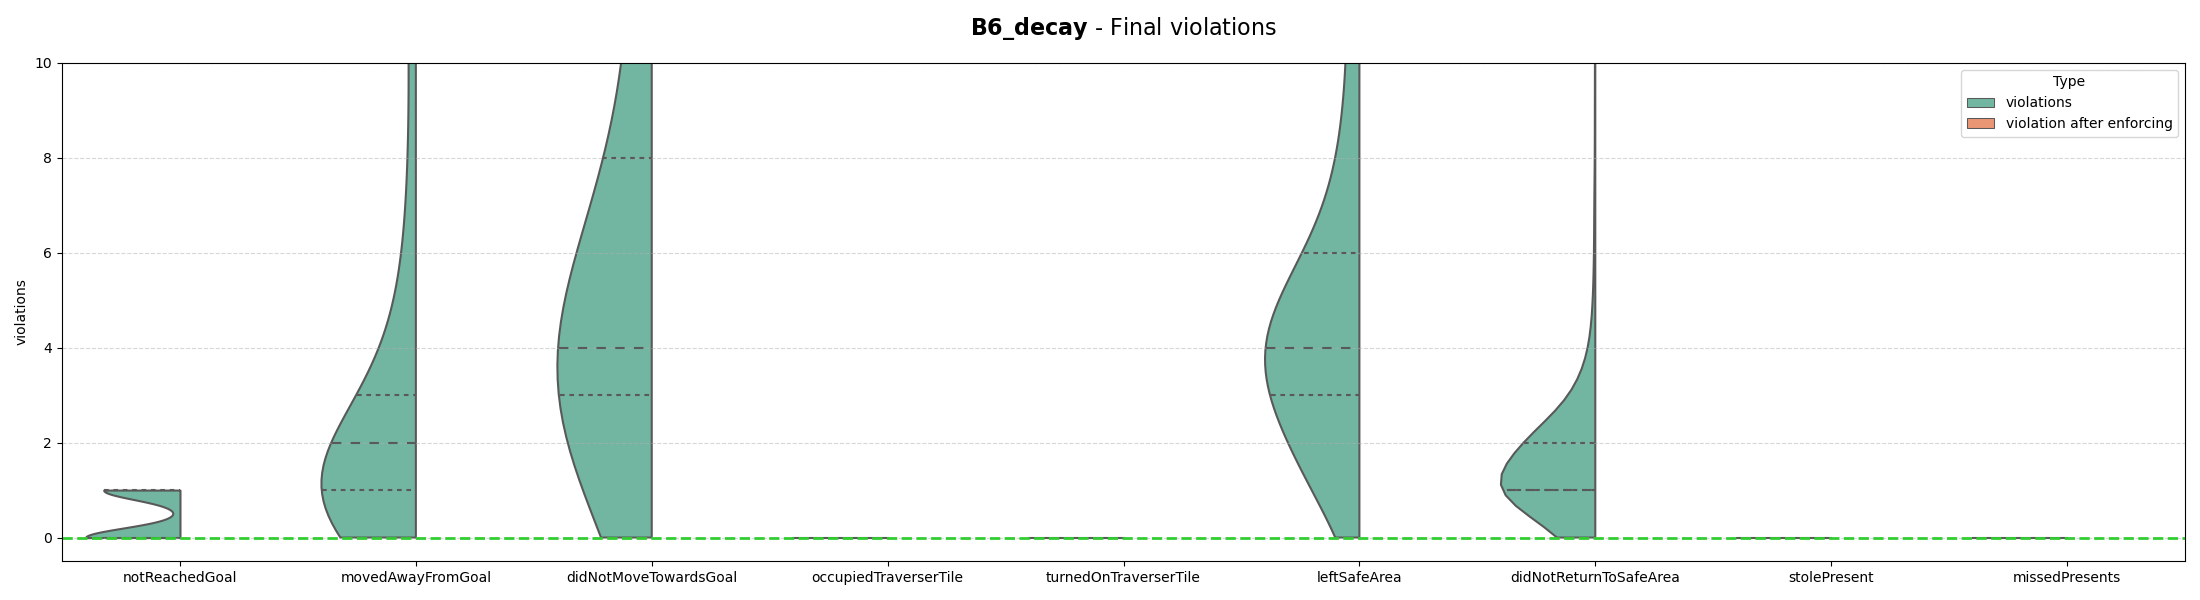 B6_decay - Final violations
Type
violations
violation after enforcing
violations
10
8
6
4
2
0
notReachedGoal movedAwayFromGoal didNotMoveTowardsGoal occupiedTraverserTile turnedOnTraverserTile leftSafeArea didNotReturnToSafeArea stolePresent missedPresents